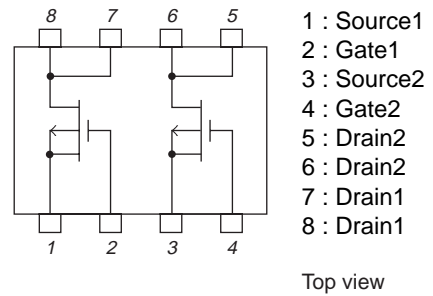 8 7 6 5
1 2 3 4
1 : Source1
2 : Gate1
3 : Source2
4 : Gate2
5 : Drain2
6 : Drain2
7 : Drain1
8 : Drain1
Top view